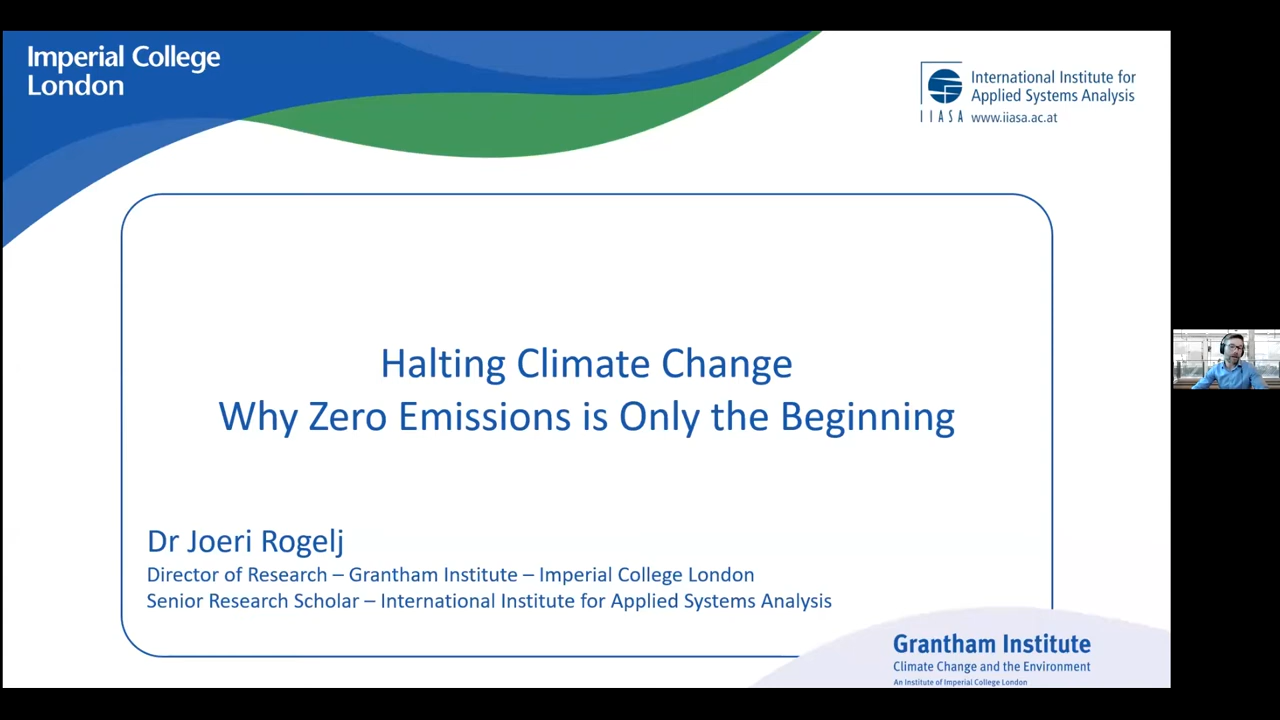 Imperial College
London
International Institute for
Applied Systems Analysis
IIASA www.iiasa.ac.at
Halting Climate Change
Why Zero Emissions is Only the Beginning
Dr Joeri Rogelj
Director of Research – Grantham Institute – Imperial College London
Senior Research Scholar – International Institute for Applied Systems Analysis
Grantham Institute
Climate Change and the Environment
An Institute of Imperial College London